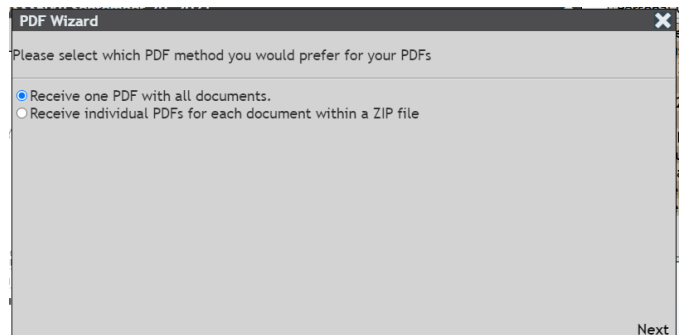 PDF Wizard
Please select which PDF method you would prefer for your PDFs
Receive one PDF with all documents.
Receive individual PDFs for each document within a ZIP file
Next